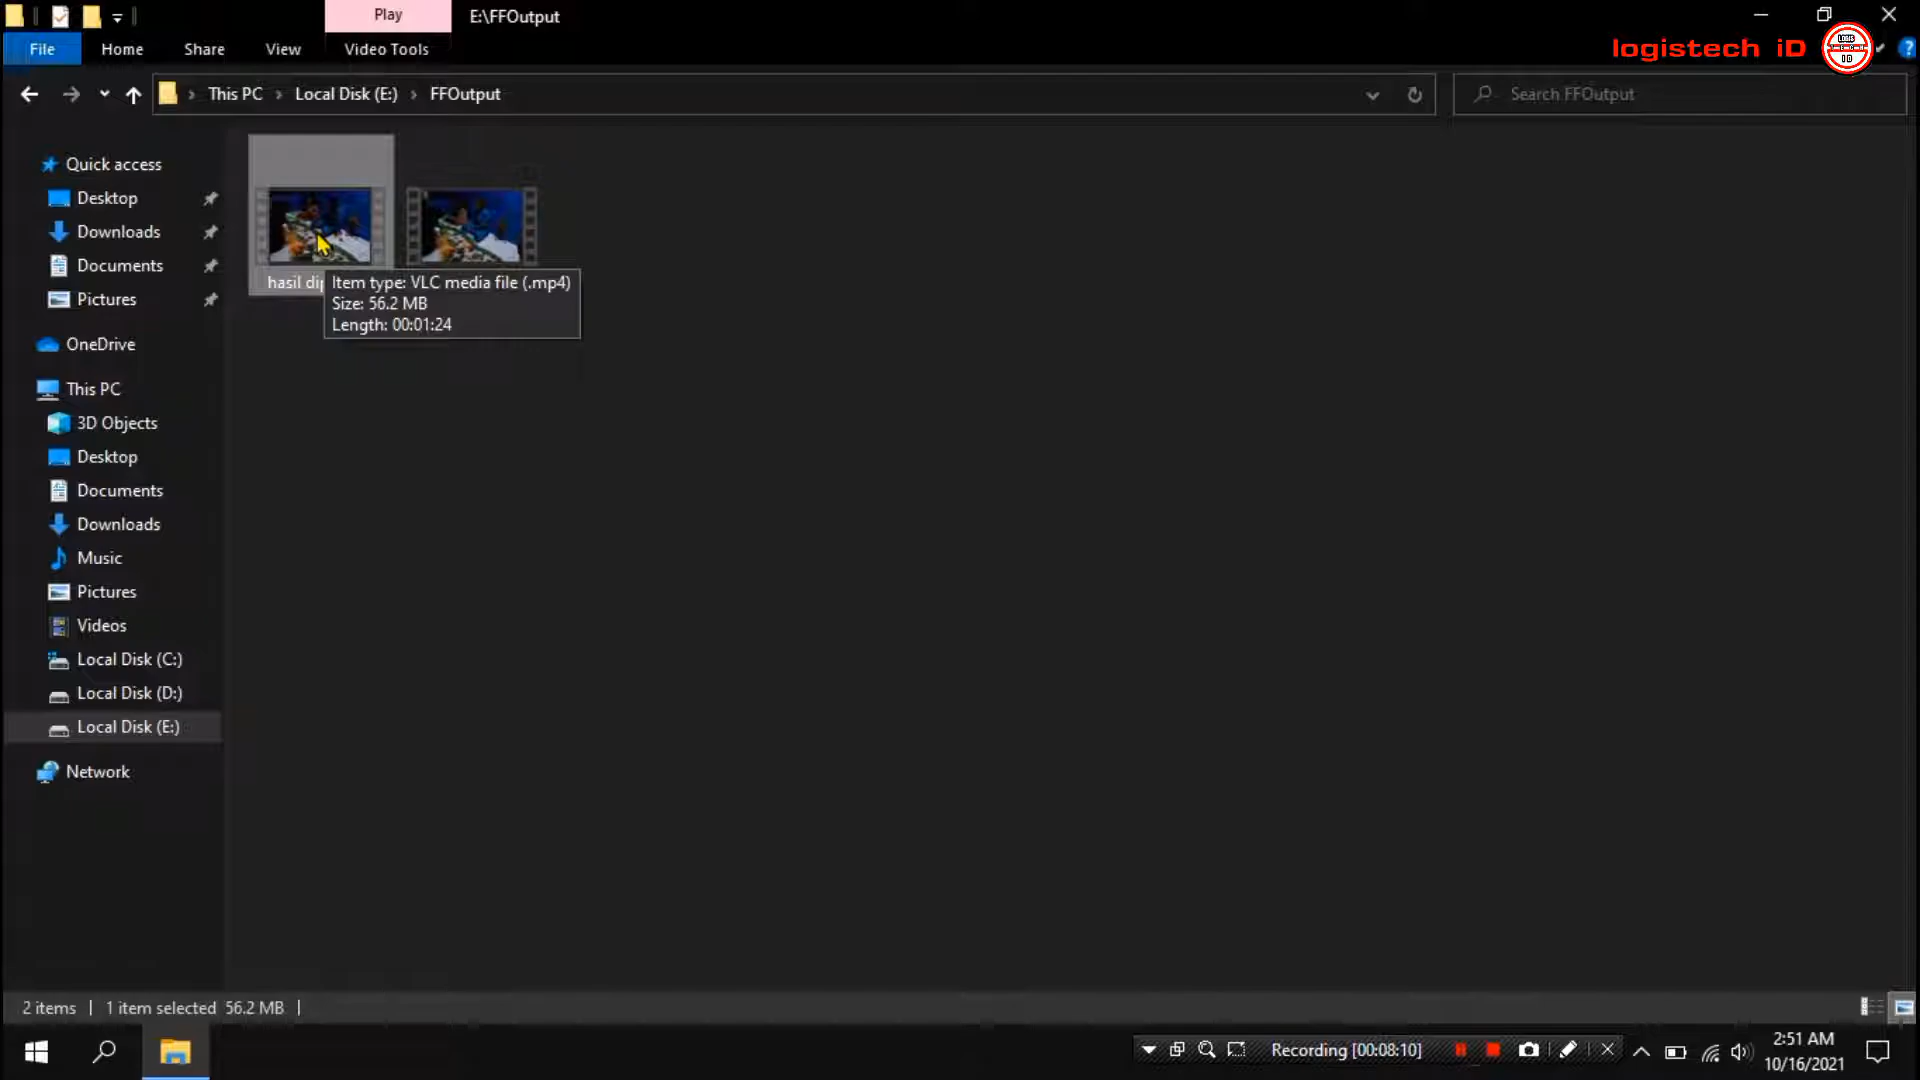 Play
E:\FFOutput
File
Home
Share
View
Video Tools
logistech iD
LOGIS
TECH
ID
This PC
Local Disk (E:)
FFOutput
Search FFOutput
Quick access
Desktop
Downloads
Documents
Pictures
OneDrive
This PC
3D Objects
Desktop
Documents
Downloads
Music
Pictures
Videos
Local Disk (C:)
Local Disk (D:)
Local Disk (E:)
Network
hasil
Item type: VLC media file (.mp4)
Size: 56.2 MB
Length: 00:01:24
2 items
1 item selected 56.2 MB
Recording [00:08:10]
2:51 AM
10/16/2021